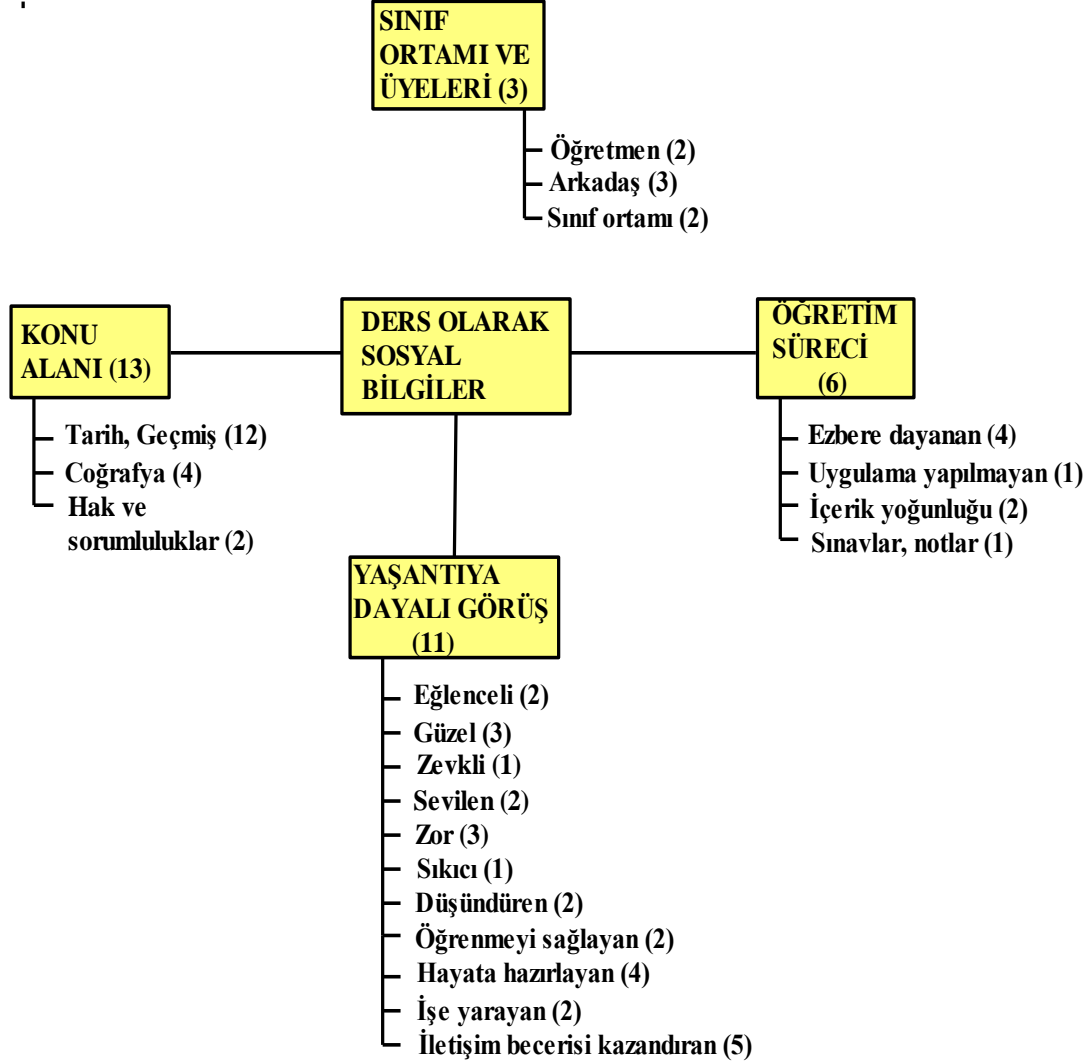 SINIF
ORTAMI VE
ÜYELERİ (3)
Öğretmen (2)
Arkadaş (3)
Sınıf ortamı (2)
KONU
ALANI (13)
Tarih, Geçmiş (12)
Coğrafya (4)
Hak ve
sorumluluklar (2)
DERS OLARAK
SOSYAL
BİLGİLER
ÖĞRETİM
SÜRECİ
(6)
Ezbere dayanan (4)
Uygulama yapılmayan (1)
İçerik yoğunluğu (2)
Sınavlar, notlar (1)
YAŞANTIYA
DAYALI GÖRÜŞ
(11)
Eğlenceli (2)
Güzel (3)
Zevkli (1)
Sevilen (2)
Zor (3)
Sıkıcı (1)
Düşündüren (2)
Öğrenmeyi sağlayan (2)
Hayata hazırlayan (4)
İşe yarayan (2)
İletişim becerisi kazandıran (5)